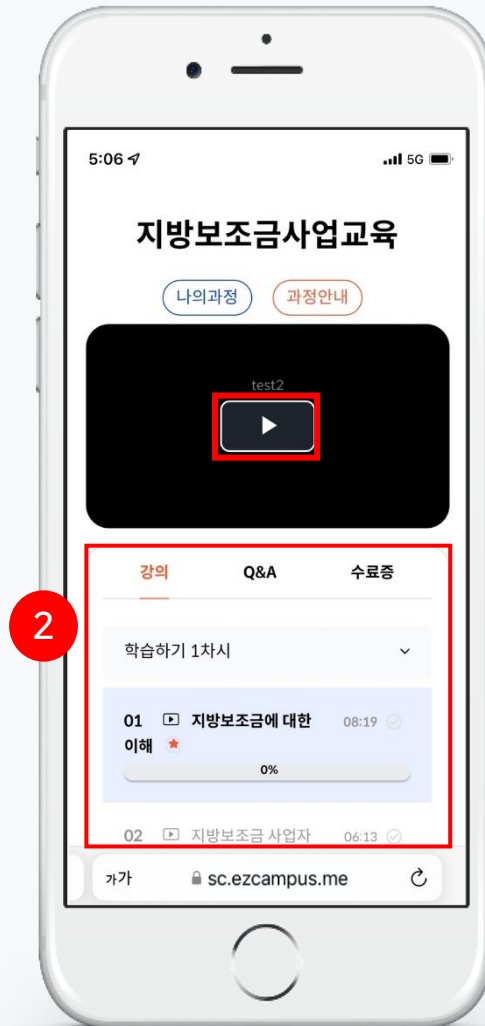 5:06
5G
지방보조금사업교육
나의과정 과정안내
test2
강의 Q&A 수료증
2
학습하기 1차시
01 지방보조금에 대한 08:19
이해
0%
02 지방보조금 사업자 06:13
가가 sc.ezcampus.me